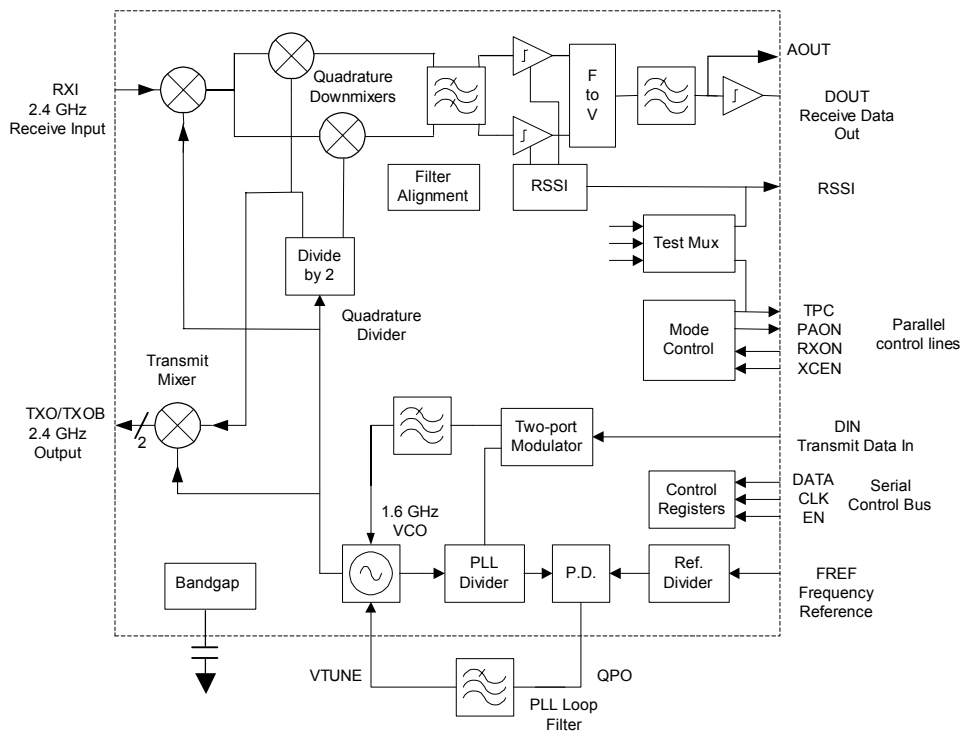 RXI
2.4 GHz
Receive Input
Quadrature
Downmixers
F
to
V
AOUT
DOUT
Receive Data
Out
Filter
Alignment
RSSI
RSSI
Test Mux
Divide
by 2
Quadrature
Divider
Mode
Control
TPC
PAON
RXON
XCEN
Parallel
control lines
Transmit
Mixer
TXO/TXOB
2.4 GHz
Output
2
Two-port
Modulator
DIN
Transmit Data In
Control
Registers
DATA
CLK
EN
Serial
Control Bus
1.6 GHz
VCO
PLL
Divider
P.D.
Ref.
Divider
FREF
Frequency
Reference
Bandgap
VTUNE
QPO
PLL Loop
Filter